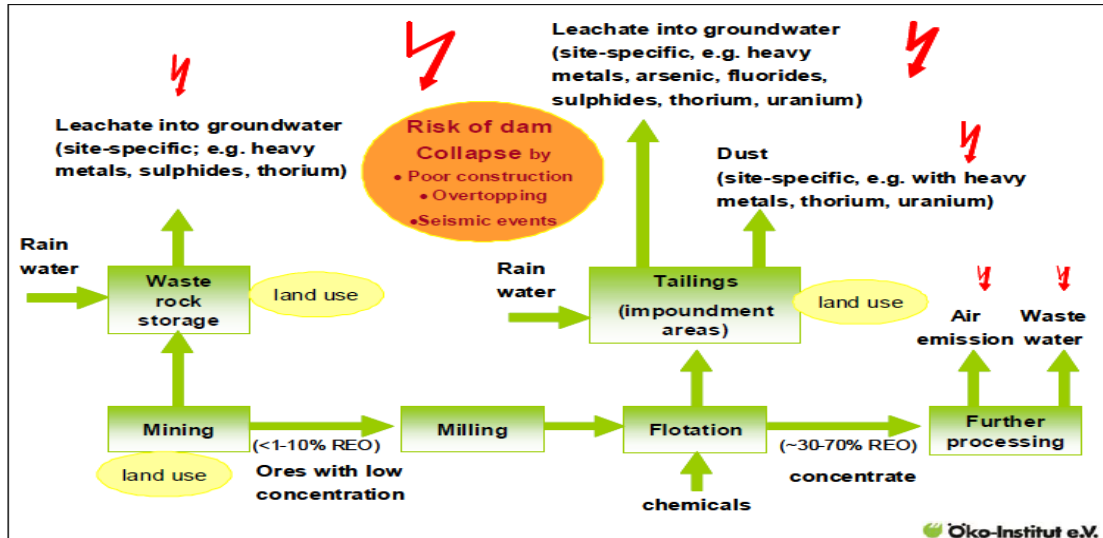 Leachate into groundwater
(site-specific; e.g. heavy
metals, sulphides, thorium)
Risk of dam
Collapse by
• Poor construction
• Overtopping
•Seismic events
Leachate into groundwater
(site-specific, e.g. heavy
metals, arsenic, fluorides,
sulphides, thorium, uranium)
Dust
(site-specific, e.g. with heavy
metals, thorium, uranium)
Rain
water
Waste
rock
storage
land use
Rain
water
Tailings
(impoundment
areas)
land use
Air
emission
Waste
water
Mining
land use
(<1-10% REO)
Ores with low
concentration
Milling
Flotation
chemicals
(~30-70% REO)
concentrate
Further
processing
Öko-Institut e.V.